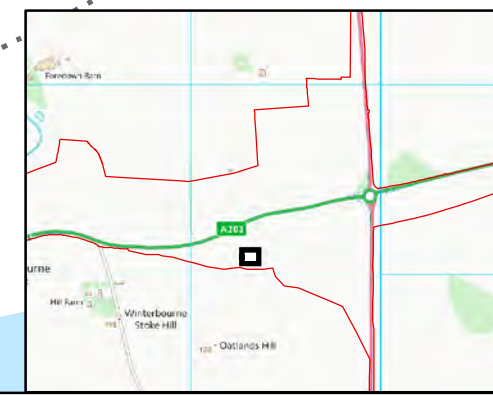 Foredown Barn
A303
urne
Hill Farm
Winterbourne
Stoke Hill
Oatlands Hill